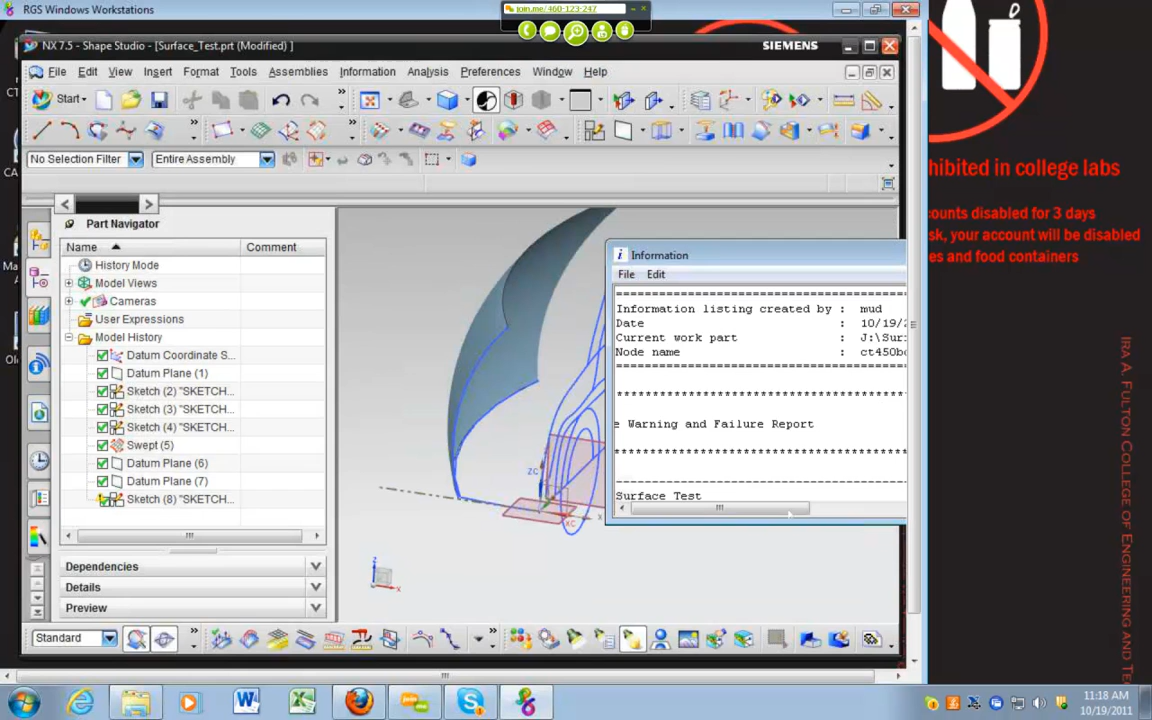 RGS Windows Workstations
join.me/460-123-247
NX 7.5 - Shape Studio - [Surface_Test.prt (Modified) ]
SIEMENS
File Edit View Insert Format Tools Assemblies Information Analysis Preferences Window Help
Start
No Selection Filter
Entire Assembly
Part Navigator
Name
Comment
History Mode
Model Views
Cameras
User Expressions
Model History
Datum Coordinate S...
Datum Plane (1)
Sketch (2) "SKETCH...
Sketch (3) "SKETCH...
Sketch (4) "SKETCH...
Swept (5)
Datum Plane (6)
Datum Plane (7)
Sketch (8) "SKETCH...
Dependencies
Details
Preview
ZC
XC
X
Z
X
Information
File Edit
Information listing created by : mud
Date : 10/19/2
Current work part : J:\Sur
Node name : ct450b
e Warning and Failure Report
Surface Test
Standard
hibited in college labs
counts disabled for 3 days
sk, your account will be disabled
es and food containers
IRA A. FULTON COLLEGE OF ENGINEERING AND TE
11:18 AM
10/19/2011